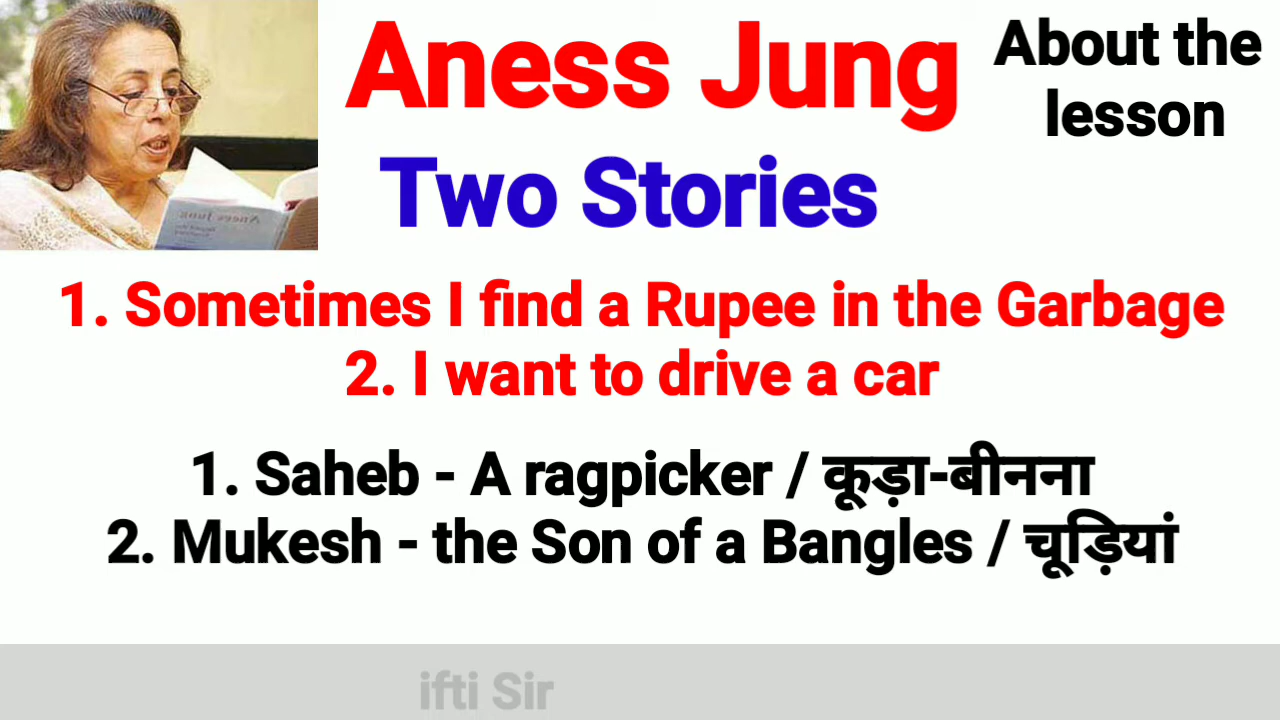 Aness Jung
About the
lesson
Two Stories
1. Sometimes I find a Rupee in the Garbage
2. I want to drive a car
1. Saheb - A ragpicker / कूड़ा-बीनना
2. Mukesh - the Son of a Bangles / चूड़ियां
ifti Sir